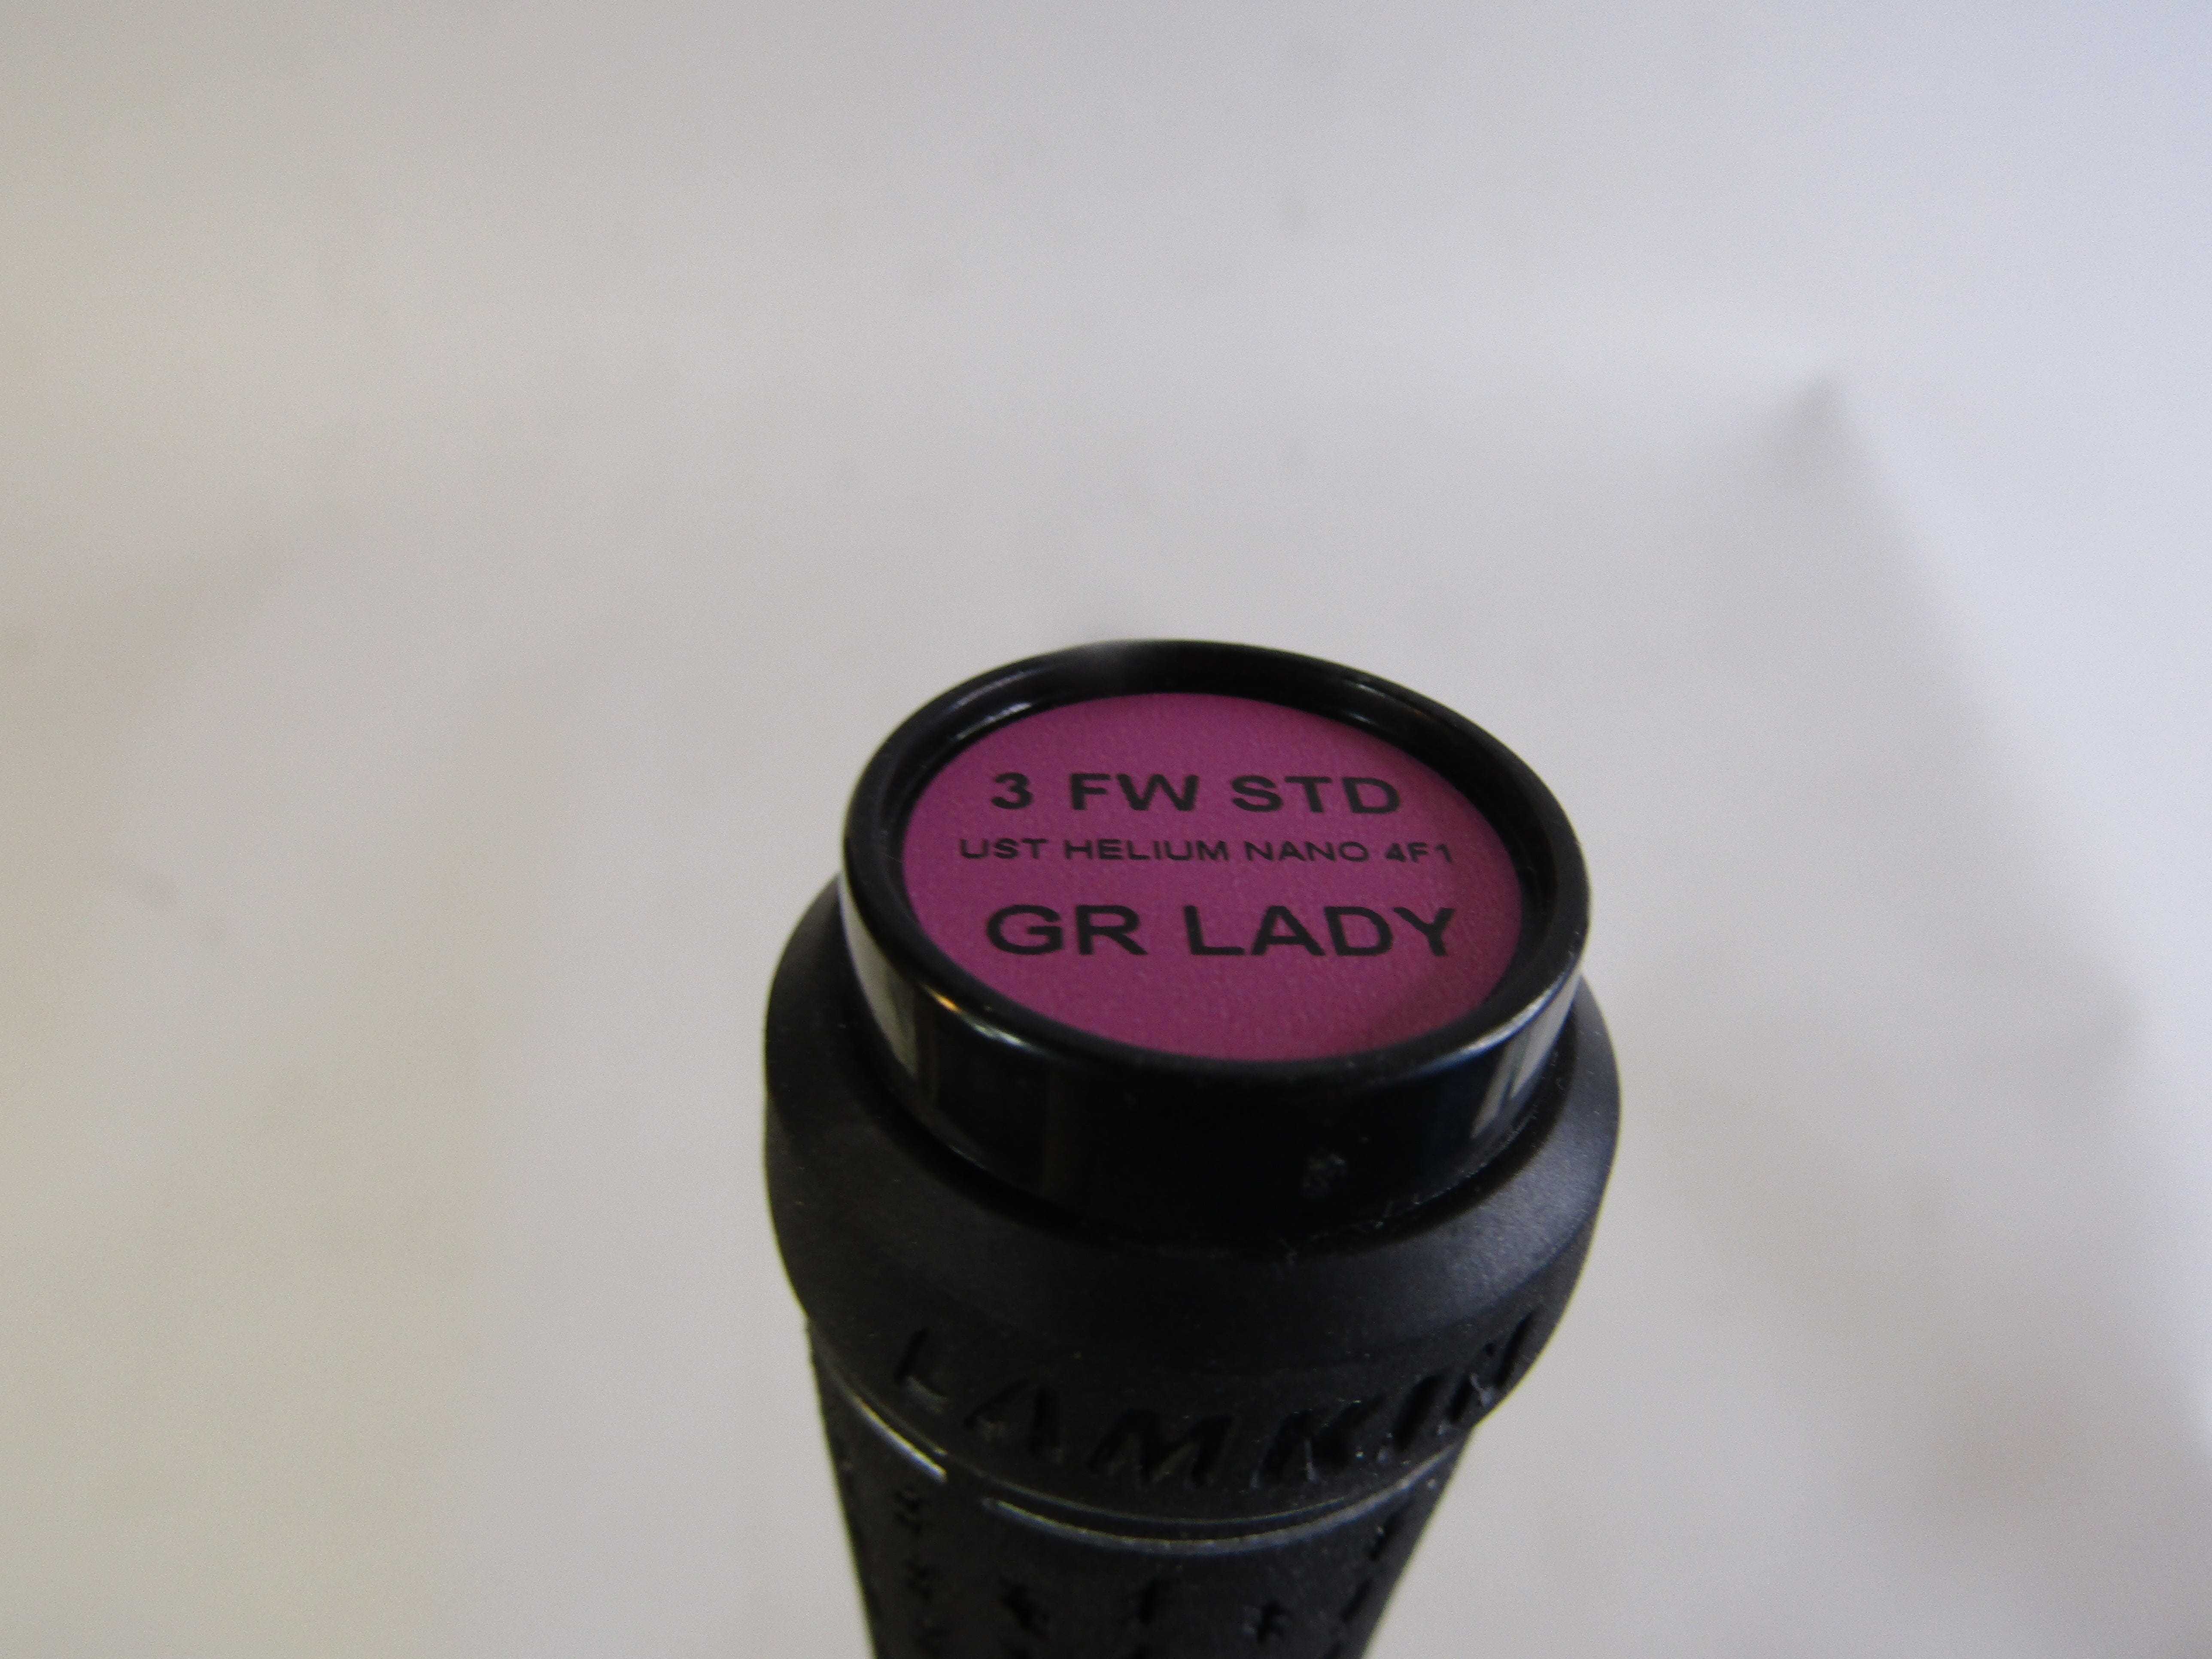 3 FW STD
UST HELIUM NANO 4F1
GR LADY
LAMKIN